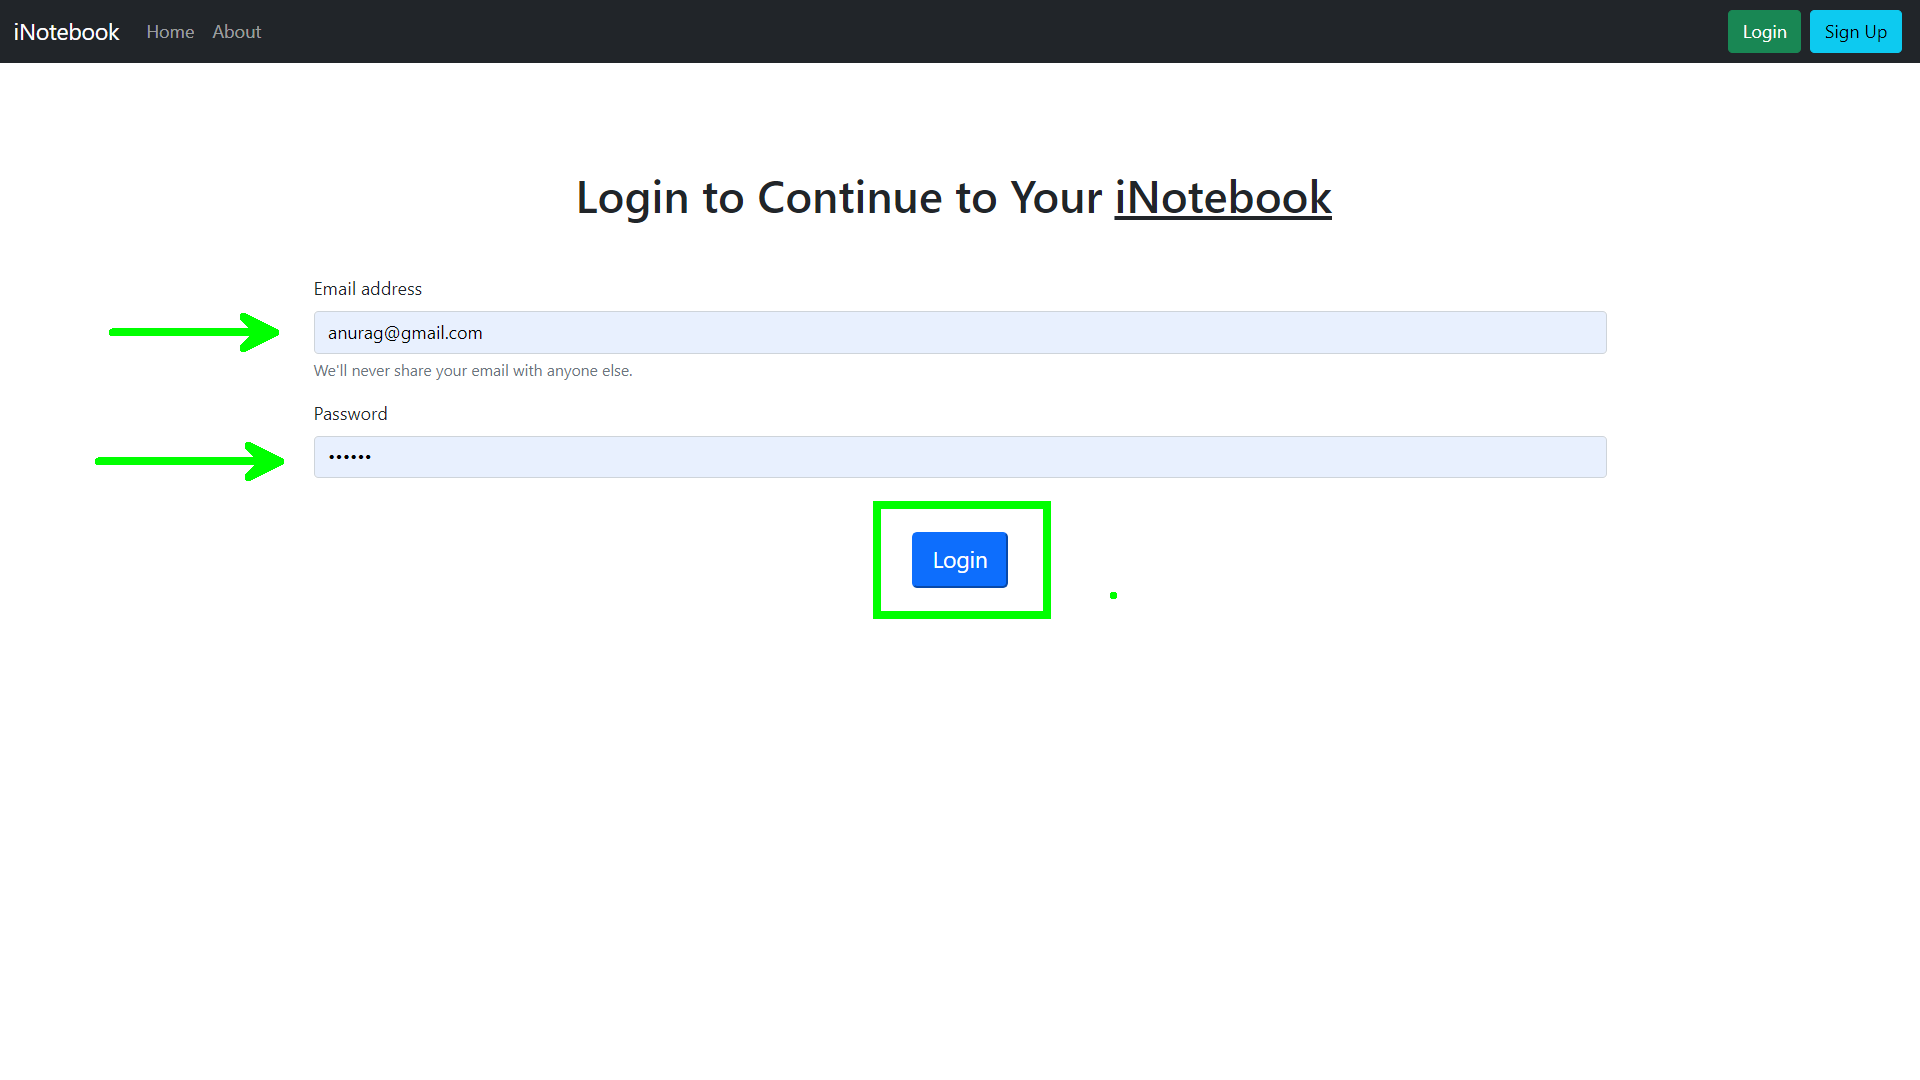 iNotebook Home About Login Sign Up
Login to Continue to Your iNotebook
Email address
anurag@gmail.com
We'll never share your email with anyone else.
Password
••••••
Login